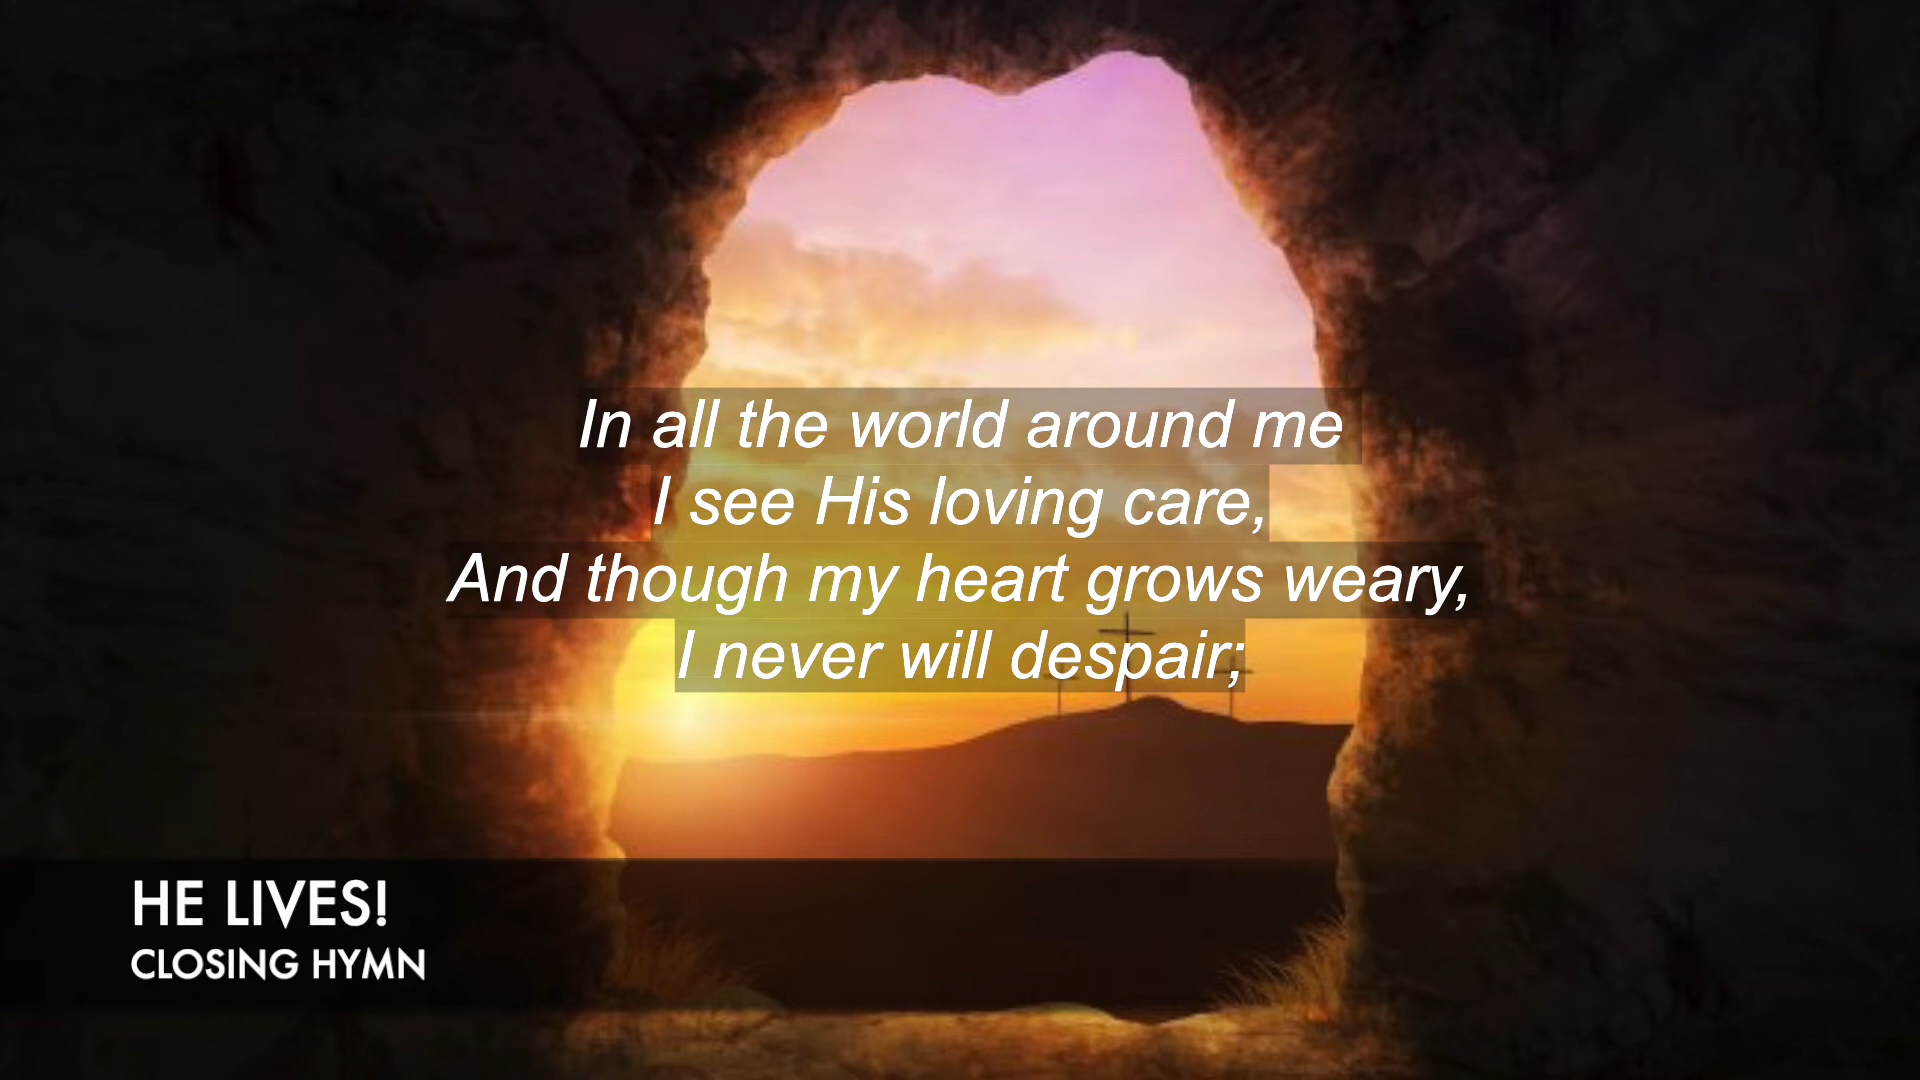 In all the world around me
I see His loving care,
And though my heart grows weary,
I never will despair;
HE LIVES!
CLOSING HYMN